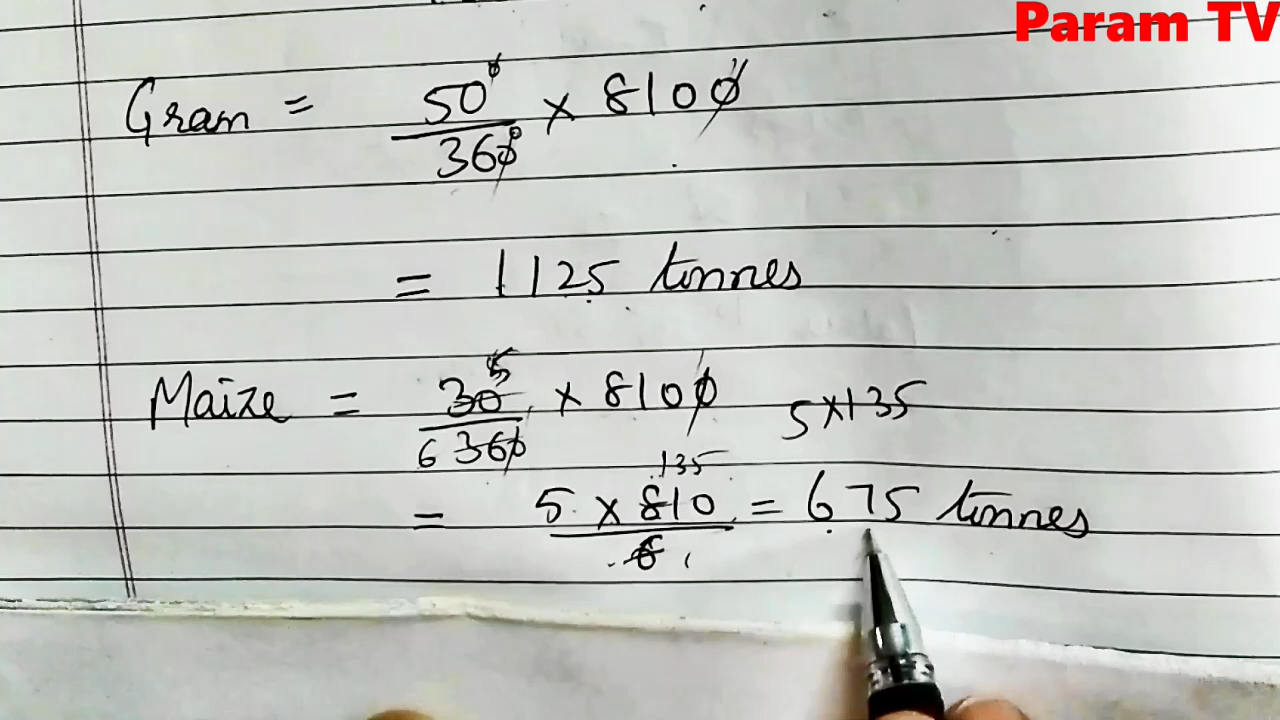 Param TV
Gram = 50°/360° × 8100
= 1125 tonnes
Maize = 30/360 × 8100 5×135
= 5 × 810/6 = 675 tonnes